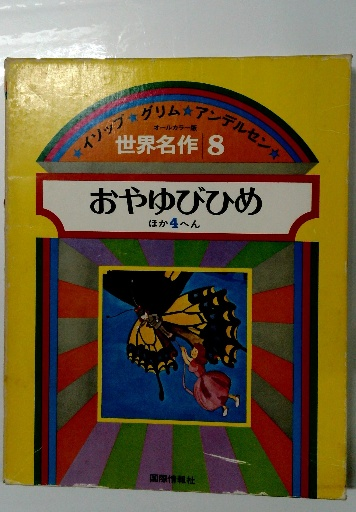 ★イソップ★グリム★アンデルセン★
オールカラー版
世界名作 8
おやゆびひめ
ほか4へん
国際情報社